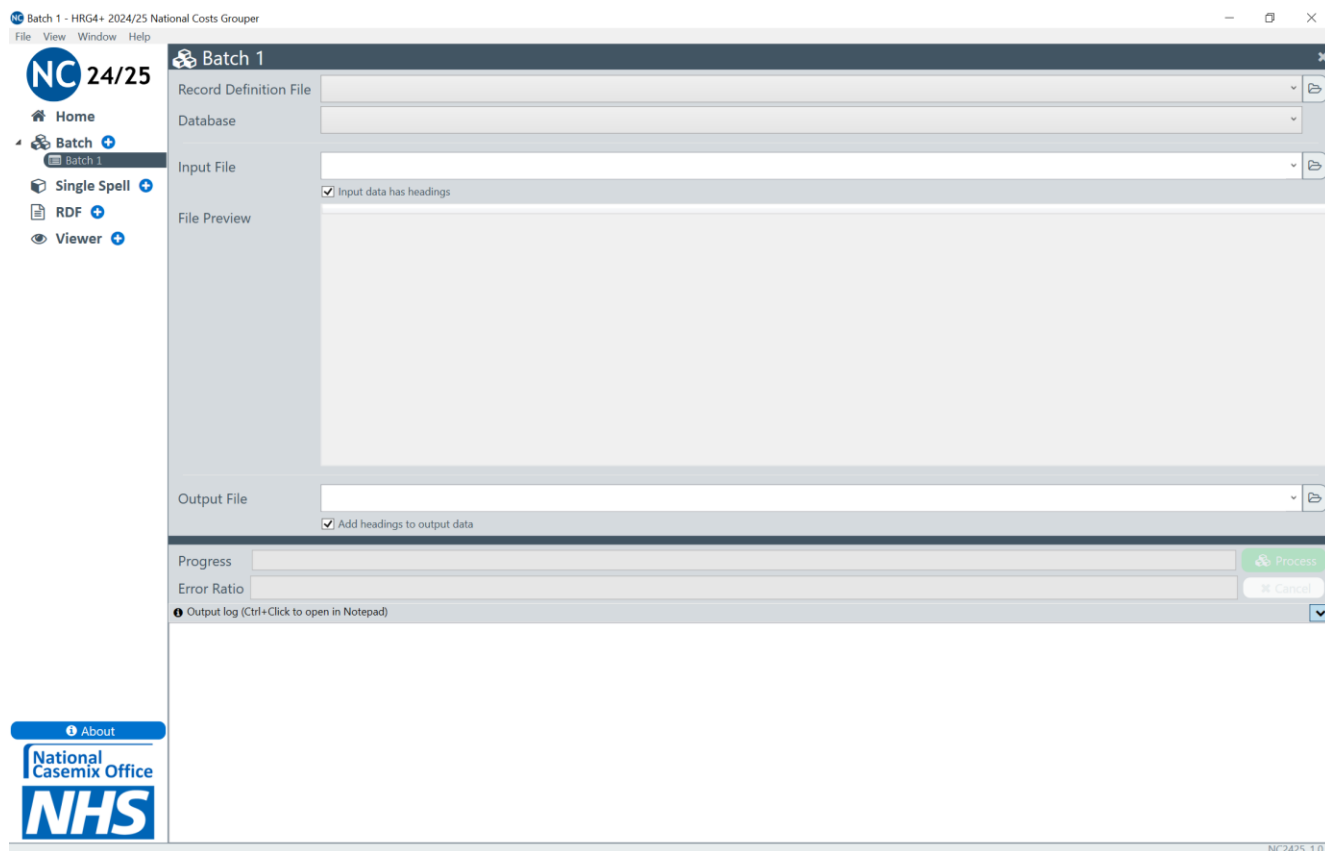 NC Batch 1 - HRG4+ 2024/25 National Costs Grouper
File View Window Help
NC 24/25
Home
Batch
Batch 1
Single Spell
RDF
Viewer
About
National
Casemix Office
NHS
Batch 1
Record Definition File
Database
Input File
Input data has headings
File Preview
Output File
Add headings to output data
Progress
Process
Error Ratio
Cancel
Output log (Ctrl+Click to open in Notepad)
NC2425_1.0